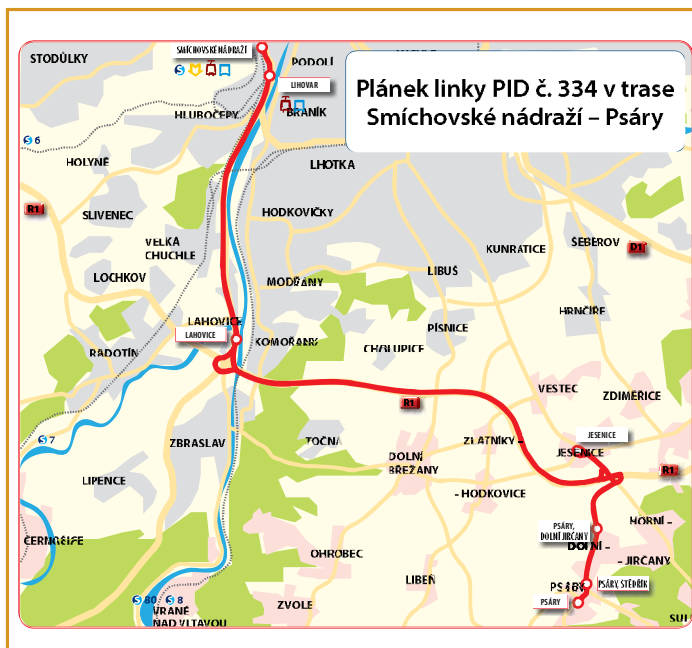 SMÍCHOVSKÉ NÁDRAŽÍ
STODŮLKY
PODOLÍ
Plánek linky PID č. 334 v trase
Smíchovské nádraží – Psáry
LIHOVAR
HLUBOČEPY
BRANÍK
S 6
HOLYNĚ
LHOTKA
R1
SLIVENEC
HODKOVIČKY
VELKÁ
CHUCHLE
KUNRATICE
ŠEBEROV
D1
LOCHKOV
MODŘANY
LIBUŠ
HRNČÍŘE
LAHOVICE
LAHOVICE
PÍSNICE
RADOTÍN
KOMOŘANY
CHOLUPICE
VESTEC
ZDIMĚŘICE
R1
S 7
ZBRASLAV
TOČNÁ
ZLATNÍKY –
JESENICE
JESENICE
DOLNÍ
BŘEŽANY
R1
LIPENCE
– HODKOVICE
PSÁRY,
DOLNÍ JIRČANY
HORNÍ –
ČERNOŠICE
DOLNÍ –
– JIRČANY
OHROBEC
LIBEŇ
PSÁRY
PSÁRY, ŠTĚDŘÍK
S 80
S 8
ZVOLE
PSÁRY
VRANÉ
NAD VLTAVOU
SUL